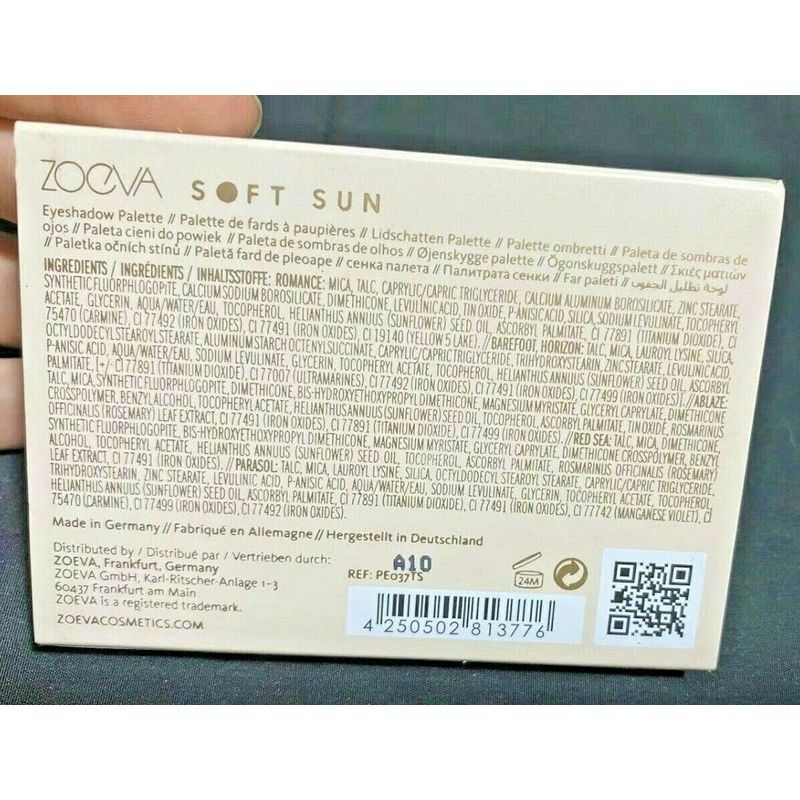 ZOEVA SOFT SUN
Eyeshadow Palette // Palette de fards à paupières // Lidschatten Palette // Palette ombretti // Paleta de sombras de
ojos // Paleta cieni do powiek // Paleta de sombras de olhos // Øjenskygge palette // Ögonskuggspalett // Σκιές ματιών
// Paletka očních stínů // Paletă fard de pleoape // сенка палета // Палитрата сенки // Far paleti // لوحة تظليل الجفون
INGREDIENTS / INGRÉDIENTS / INHALTSSTOFFE: ROMANCE: MICA, TALC, CAPRYLIC/CAPRIC TRIGLYCERIDE, CALCIUM ALUMINUM BOROSILICATE, ZINC STEARATE,
SYNTHETIC FLUORPHLOGOPITE, CALCIUM SODIUM BOROSILICATE, DIMETHICONE, LEVULINIC ACID, TIN OXIDE, P-ANISIC ACID, SILICA, SODIUM LEVULINATE, TOCOPHERYL
ACETATE, GLYCERIN, AQUA/WATER/EAU, TOCOPHEROL, HELIANTHUS ANNUUS (SUNFLOWER) SEED OIL, ASCORBYL PALMITATE, CI 77891 (TITANIUM DIOXIDE), CI
75470 (CARMINE), CI 77492 (IRON OXIDES), CI 77491 (IRON OXIDES), CI 19140 (YELLOW 5 LAKE). //BAREFOOT, HORIZON: TALC, MICA, LAUROYL LYSINE, SILICA,
OCTYLDODECYL STEAROYL STEARATE, ALUMINUM STARCH OCTENYLSUCCINATE, CAPRYLIC/CAPRIC TRIGLYCERIDE, TRIHYDROXYSTEARIN, ZINC STEARATE, LEVULINIC ACID,
P-ANISIC ACID, AQUA/WATER/EAU, SODIUM LEVULINATE, GLYCERIN, TOCOPHERYL ACETATE, TOCOPHEROL, HELIANTHUS ANNUUS (SUNFLOWER) SEED OIL, ASCORBYL
PALMITATE, [+/- CI 77891 (TITANIUM DIOXIDE), CI 77007 (ULTRAMARINES), CI 77492 (IRON OXIDES), CI 77491 (IRON OXIDES), CI 77499 (IRON OXIDES)]. //ABLAZE:
TALC, MICA, SYNTHETIC FLUORPHLOGOPITE, DIMETHICONE, BIS-HYDROXYETHOXYPROPYL DIMETHICONE, MAGNESIUM MYRISTATE, GLYCERYL CAPRYLATE, DIMETHICONE
CROSSPOLYMER, BENZYL ALCOHOL, TOCOPHERYL ACETATE, HELIANTHUS ANNUUS (SUNFLOWER) SEED OIL, TOCOPHEROL, ASCORBYL PALMITATE, TIN OXIDE, ROSMARINUS
OFFICINALIS (ROSEMARY) LEAF EXTRACT, CI 77491 (IRON OXIDES), CI 77891 (TITANIUM DIOXIDE), CI 77499 (IRON OXIDES). //RED SEA: TALC, MICA, DIMETHICONE,
SYNTHETIC FLUORPHLOGOPITE, BIS-HYDROXYETHOXYPROPYL DIMETHICONE, MAGNESIUM MYRISTATE, GLYCERYL CAPRYLATE, DIMETHICONE CROSSPOLYMER, BENZYL
ALCOHOL, TOCOPHERYL ACETATE, HELIANTHUS ANNUUS (SUNFLOWER) SEED OIL, TOCOPHEROL, ASCORBYL PALMITATE, ROSMARINUS OFFICINALIS (ROSEMARY)
LEAF EXTRACT, CI 77491 (IRON OXIDES). //PARASOL: TALC, MICA, LAUROYL LYSINE, SILICA, OCTYLDODECYL STEAROYL STEARATE, CAPRYLIC/CAPRIC TRIGLYCERIDE,
TRIHYDROXYSTEARIN, ZINC STEARATE, LEVULINIC ACID, P-ANISIC ACID, AQUA/WATER/EAU, SODIUM LEVULINATE, GLYCERIN, TOCOPHERYL ACETATE, TOCOPHEROL,
HELIANTHUS ANNUUS (SUNFLOWER) SEED OIL, ASCORBYL PALMITATE, CI 77891 (TITANIUM DIOXIDE), CI 77491 (IRON OXIDES), CI 77742 (MANGANESE VIOLET), CI
75470 (CARMINE), CI 77499 (IRON OXIDES), CI 77492 (IRON OXIDES).
Made in Germany // Fabriqué en Allemagne // Hergestellt in Deutschland
Distributed by / Distribué par / Vertrieben durch:
ZOEVA, Frankfurt, Germany
ZOEVA GmbH, Karl-Ritscher-Anlage 1-3
60437 Frankfurt am Main
ZOEVA is a registered trademark.
ZOEVACOSMETICS.COM
A10
REF: PE037TS
24M
4 250502 813776